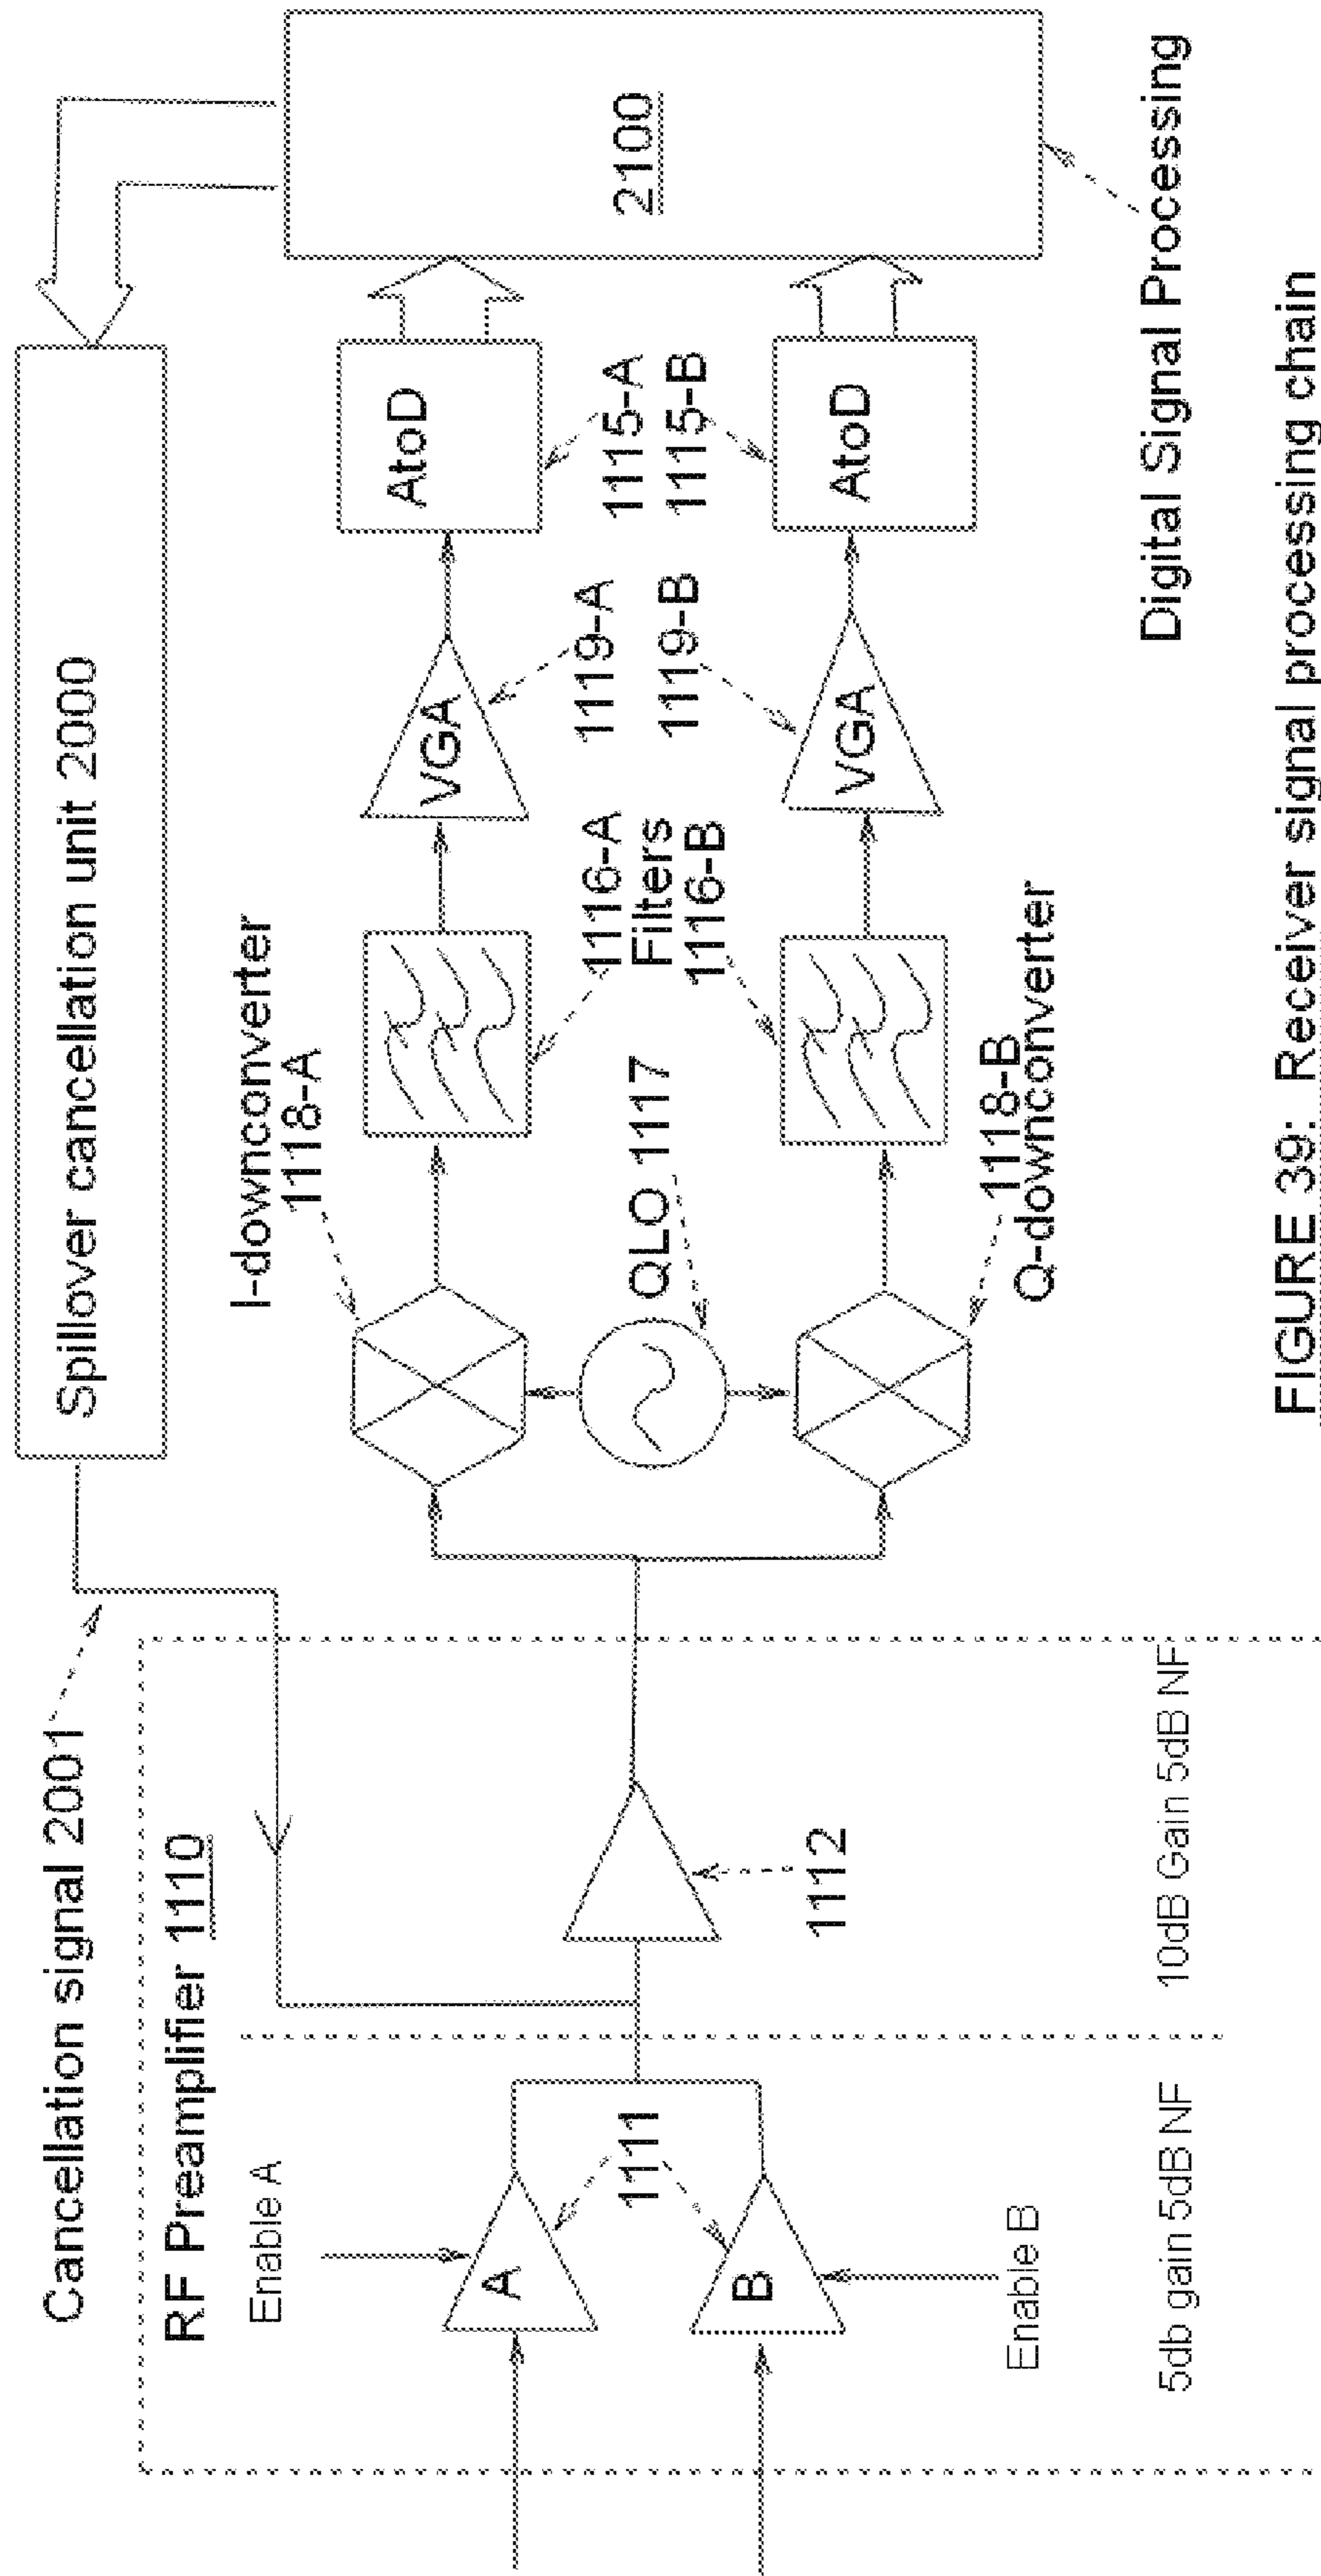 Spillover cancellation unit 2000
Cancellation signal 2001
RF Preamplifier 1110
Enable A
A
1111
B
Enable B
5db gain 5dB NF
1112
10dB Gain 5dB NF
I-downconverter
1118-A
QLO 1117
1118-B
Q-downconverter
1116-A
Filters
1116-B
VGA
1119-A
1119-B
VGA
AtoD
1115-A
1115-B
AtoD
2100
Digital Signal Processing
FIGURE 39: Receiver signal processing chain